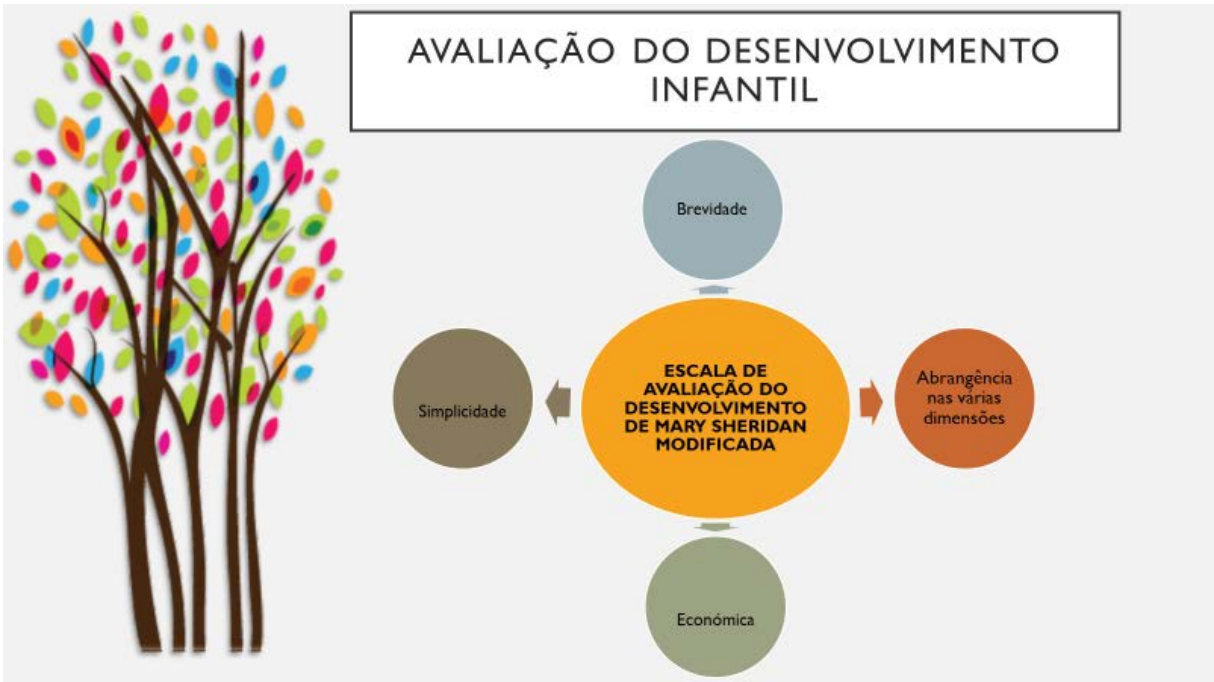 AVALIAÇÃO DO DESENVOLVIMENTO
INFANTIL
Brevidade
Simplicidade
ESCALA DE
AVALIAÇÃO DO
DESENVOLVIMENTO
DE MARY SHERIDAN
MODIFICADA
Abrangência
nas várias
dimensões
Económica